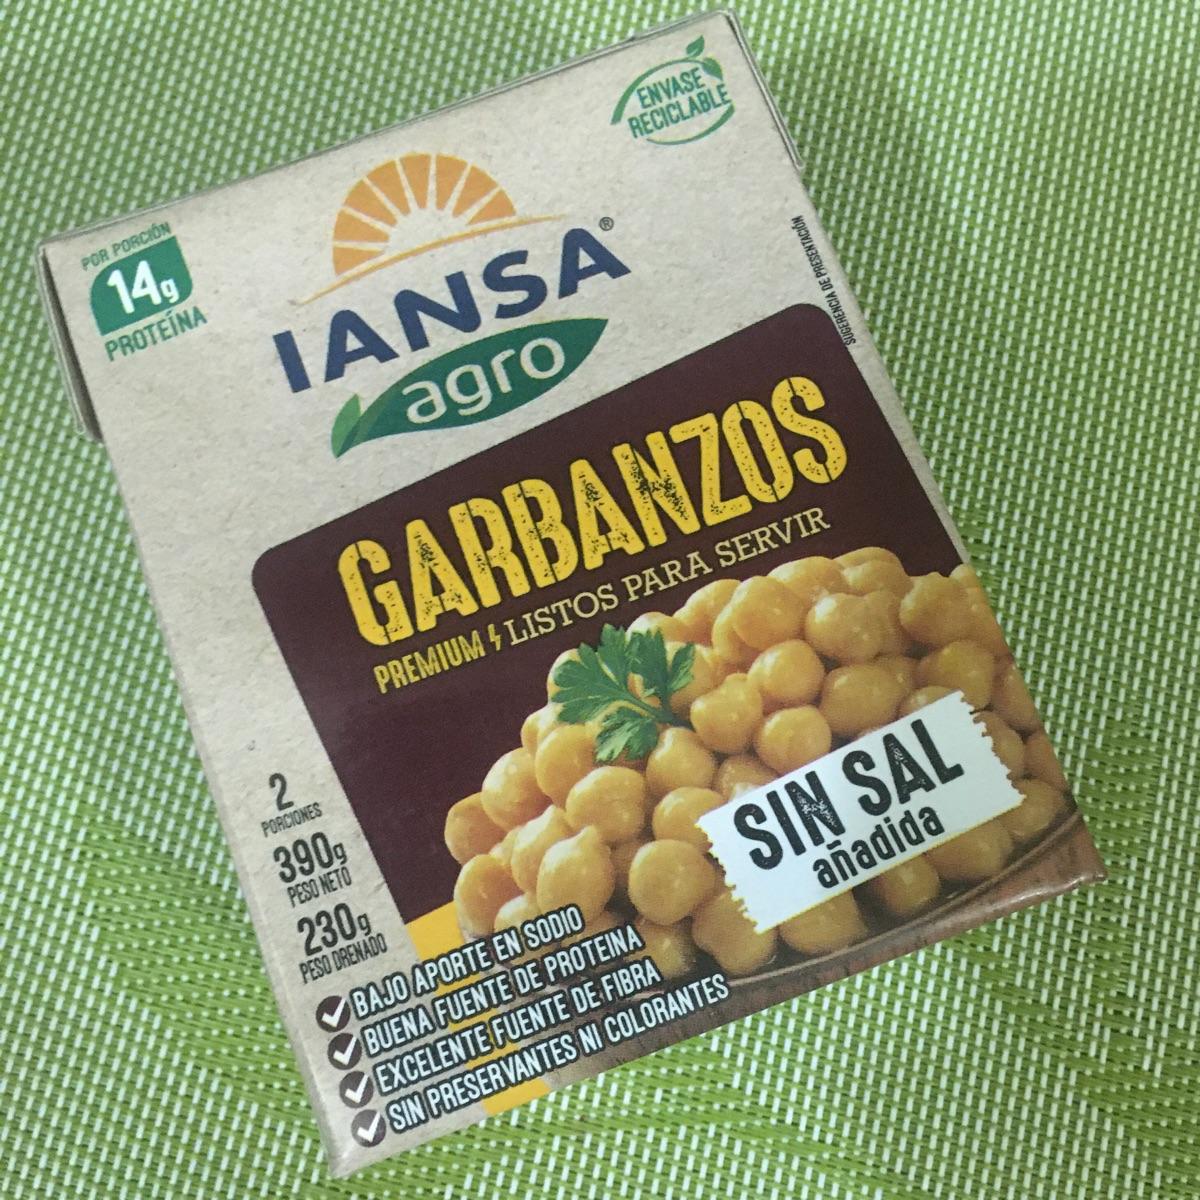 ENVASE
RECICLABLE
POR PORCIÓN
14g
PROTEÍNA
IANSA®
agro
SUGERENCIA DE PRESENTACIÓN
GARBANZOS
PREMIUM LISTOS PARA SERVIR
SIN SAL
añadida
2
PORCIONES
390g
PESO NETO
230g
PESO DRENADO
BAJO APORTE EN SODIO
BUENA FUENTE DE PROTEINA
EXCELENTE FUENTE DE FIBRA
SIN PRESERVANTES NI COLORANTES